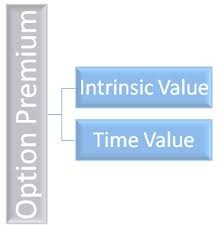 Option Premium
Intrinsic Value
Time Value